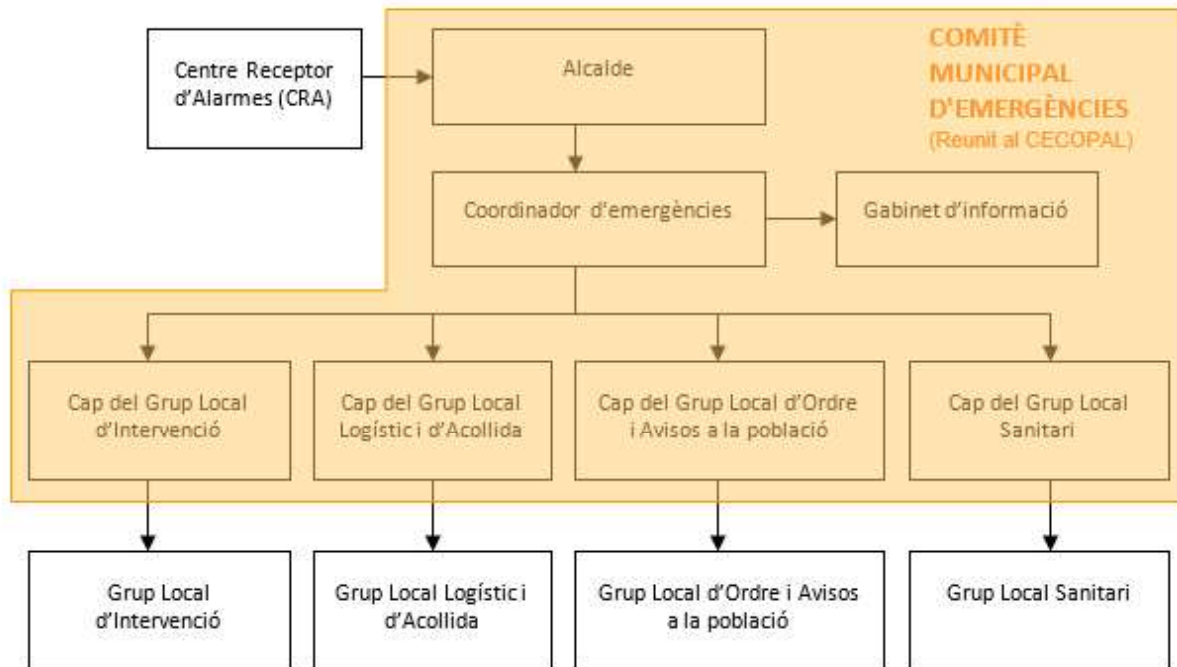 COMITÈ
MUNICIPAL
D'EMERGÈNCIES
(Reunit al CECOPAL)
Centre Receptor
d'Alarmes (CRA)
Alcalde
Coordinador d'emergències
Gabinet d'informació
Cap del Grup Local
d'Intervenció
Cap del Grup Local
Logístic i d'Acollida
Cap del Grup Local d'Ordre
i Avisos a la població
Cap del Grup Local
Sanitari
Grup Local
d'Intervenció
Grup Local Logístic i
d'Acollida
Grup Local d'Ordre i Avisos
a la població
Grup Local Sanitari